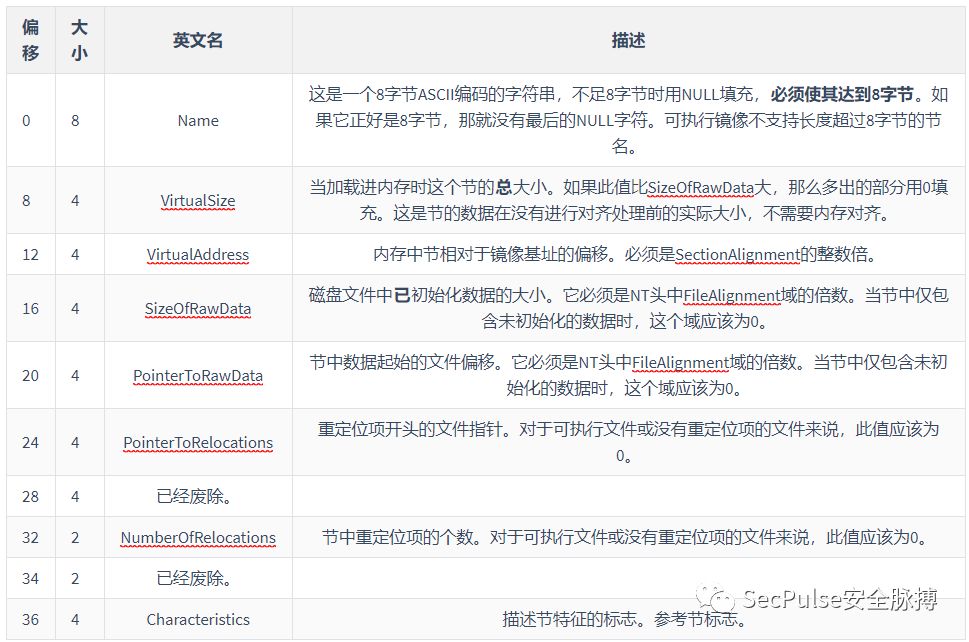 偏移 大小 英文名 描述
0 8 Name 这是一个8字节ASCII编码的字符串，不足8字节时用NULL填充，必须使其达到8字节。如
果它正好是8字节，那就没有最后的NULL字符。可执行镜像不支持长度超过8字节的节
名。
8 4 VirtualSize 当加载进内存时这个节的总大小。如果此值比SizeOfRawData大，那么多出的部分用0填
充。这是节的数据在没有进行对齐处理前的实际大小，不需要内存对齐。
12 4 VirtualAddress 内存中节相对于镜像基址的偏移。必须是SectionAlignment的整数倍。
16 4 SizeOfRawData 磁盘文件中已初始化数据的大小。它必须是NT头中FileAlignment域的倍数。当节中仅包
含未初始化的数据时，这个域应该为0。
20 4 PointerToRawData 节中数据起始的文件偏移。它必须是NT头中FileAlignment域的倍数。当节中仅包含未初
始化的数据时，这个域应该为0。
24 4 PointerToRelocations 重定位项开头的文件指针。对于可执行文件或没有重定位项的文件来说，此值应该为
0。
28 4 已经废除。
32 2 NumberOfRelocations 节中重定位项的个数。对于可执行文件或没有重定位项的文件来说，此值应该为0。
34 2 已经废除。
36 4 Characteristics 描述节特征的标志。参考节标志。
SecPulse安全脉搏